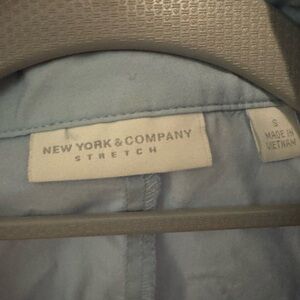 NEW YORK & COMPANY
STRETCH
S
MADE IN
VIETNAM